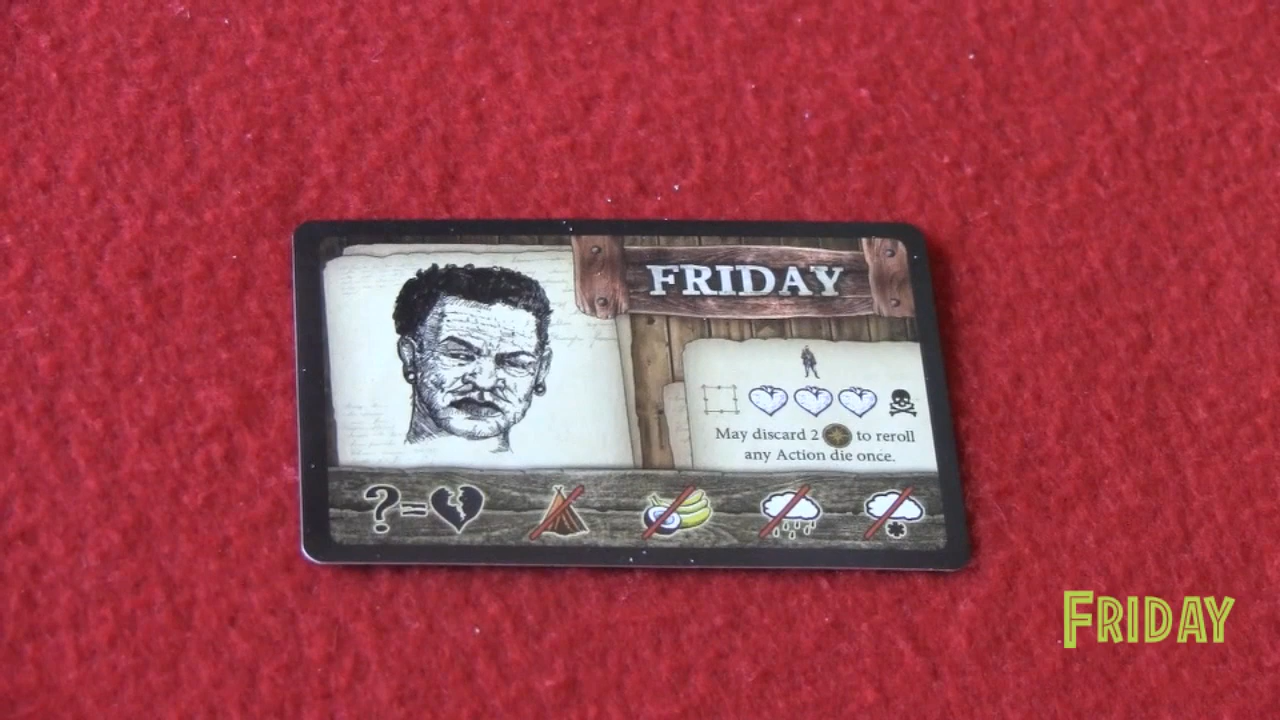 FRIDAY
May discard 2 to reroll
any Action die once.
? =
FRIDAY